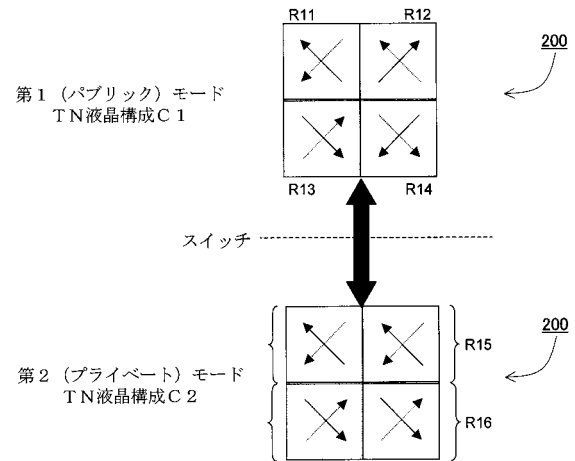 R11
R12
200
第１（パブリック）モード
ＴＮ液晶構成Ｃ１
R13
R14
スイッチ
200
R15
第２（プライベート）モード
ＴＮ液晶構成Ｃ２
R16